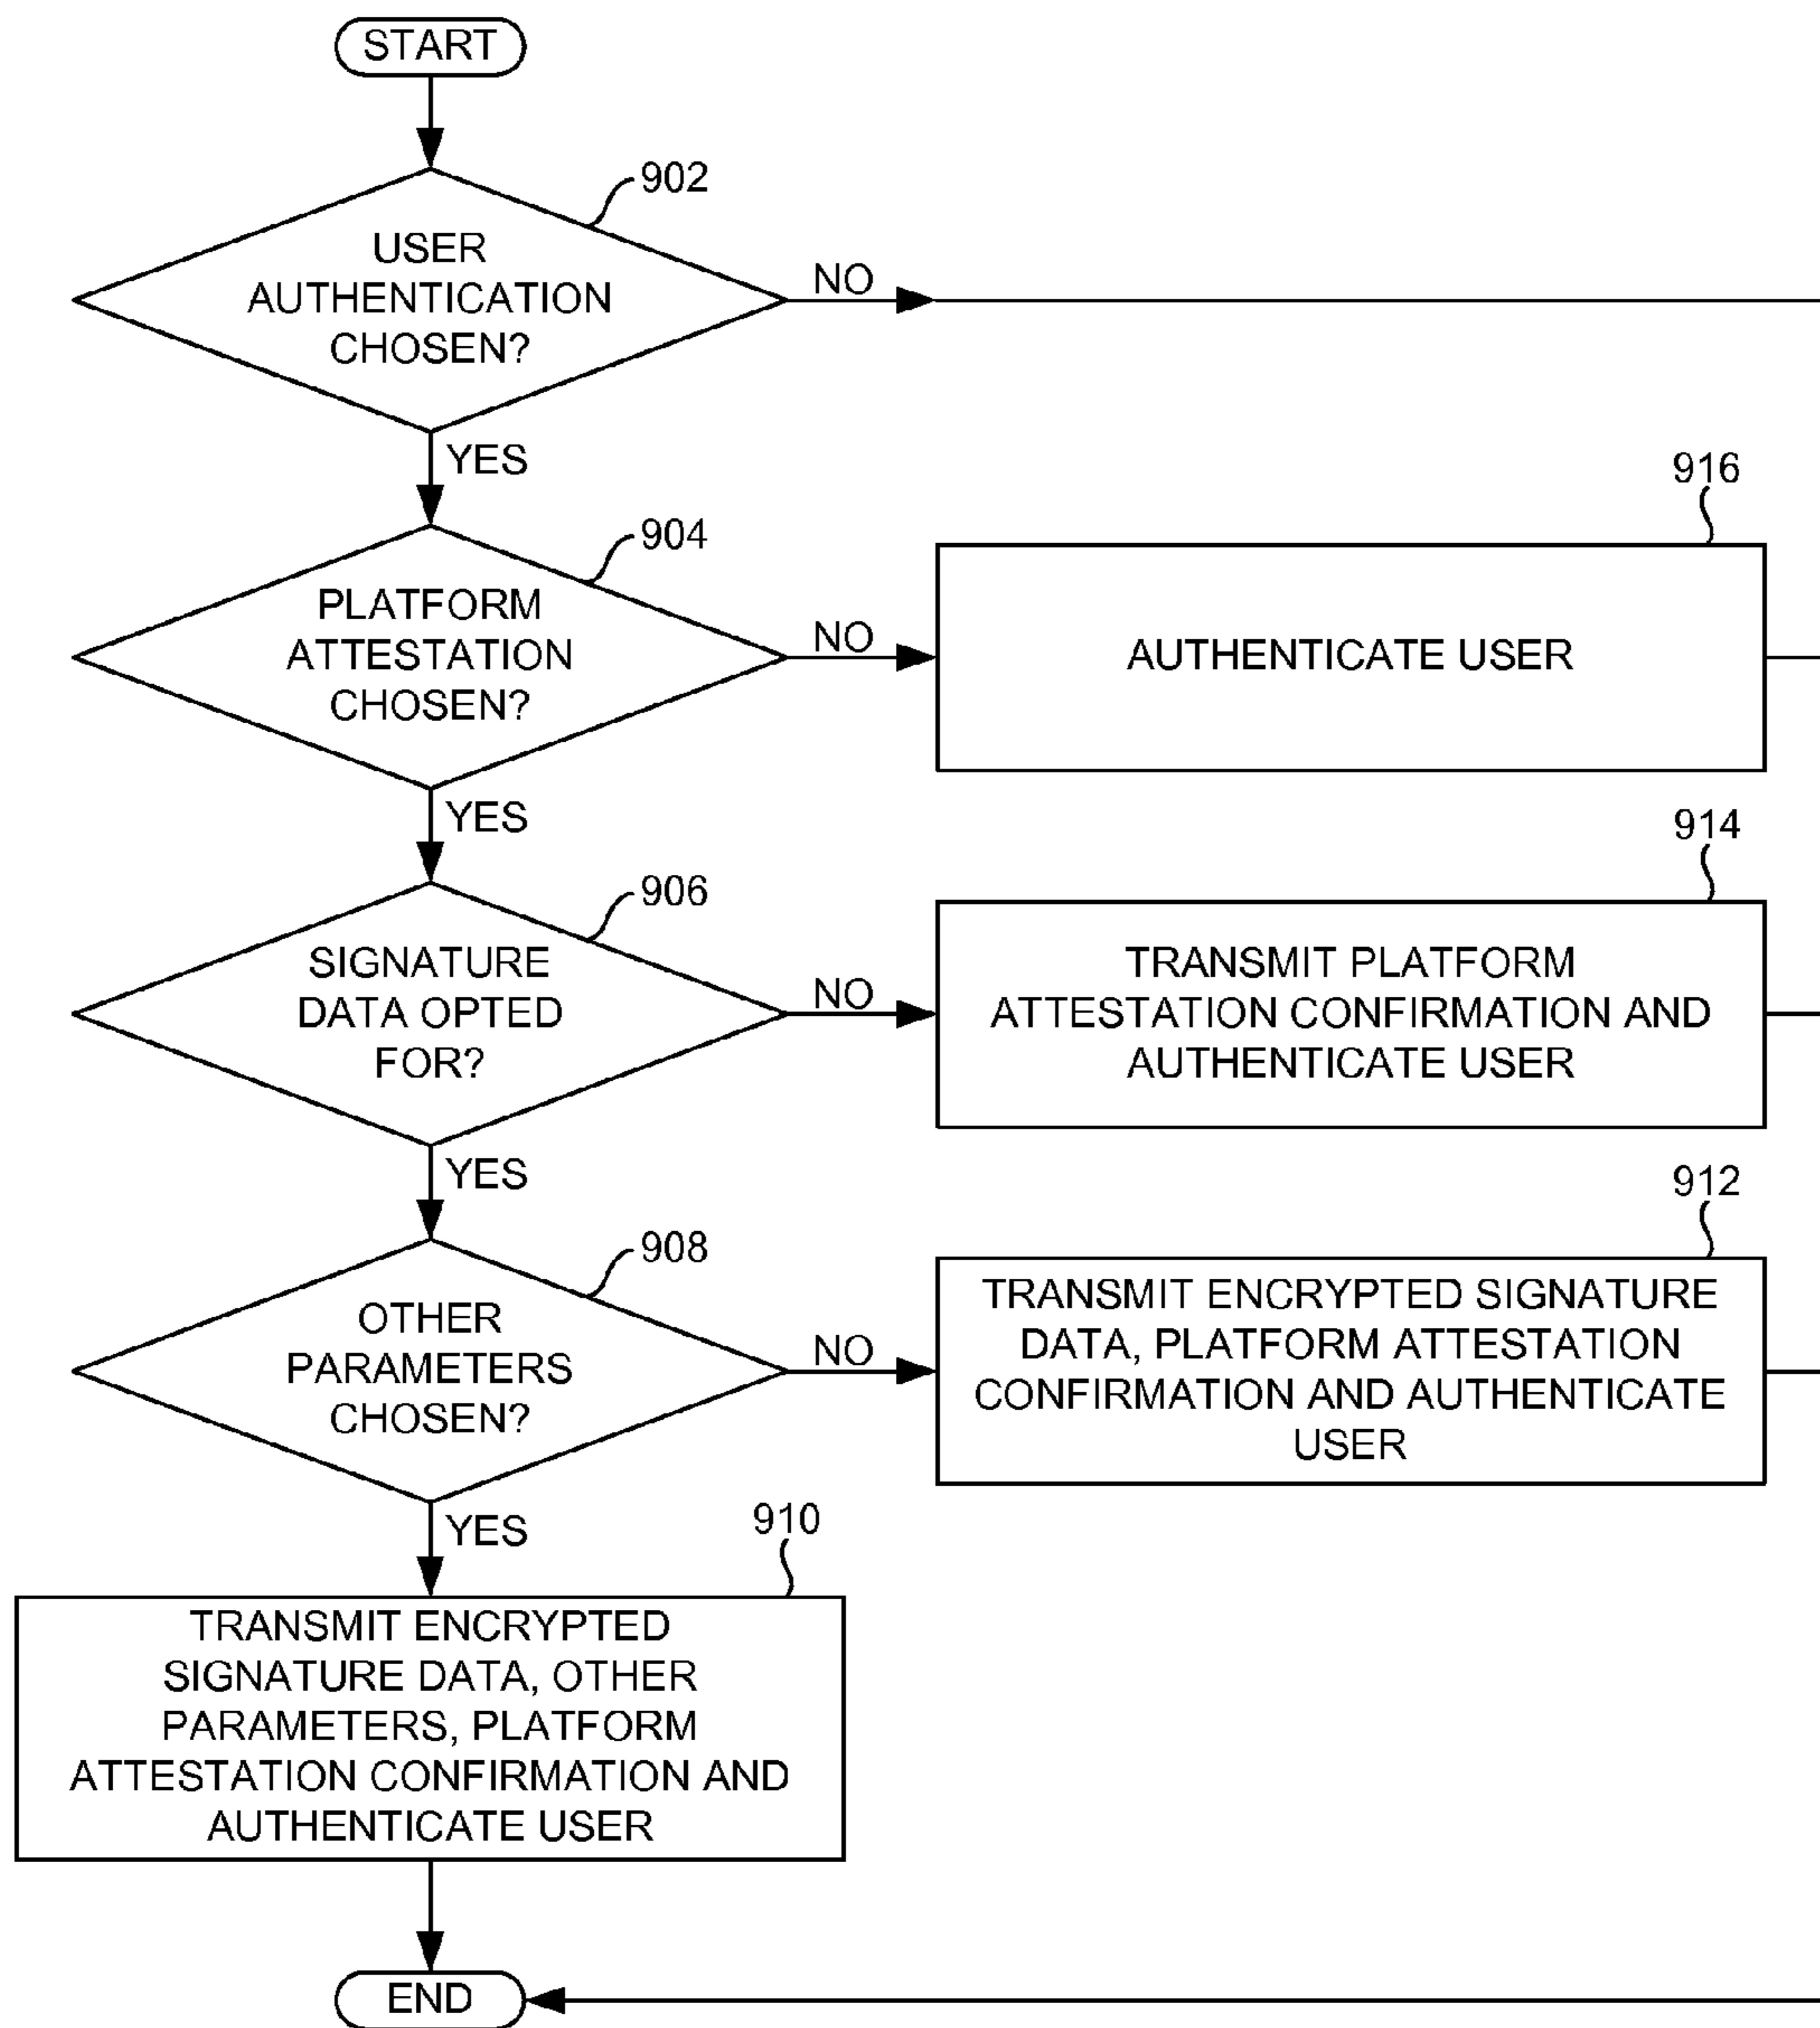 START
902
USER
AUTHENTICATION
CHOSEN?
NO
YES
904
PLATFORM
ATTESTATION
CHOSEN?
NO
916
AUTHENTICATE USER
YES
906
SIGNATURE
DATA OPTED
FOR?
NO
914
TRANSMIT PLATFORM
ATTESTATION CONFIRMATION AND
AUTHENTICATE USER
YES
908
OTHER
PARAMETERS
CHOSEN?
NO
912
TRANSMIT ENCRYPTED SIGNATURE
DATA, PLATFORM ATTESTATION
CONFIRMATION AND AUTHENTICATE
USER
YES
910
TRANSMIT ENCRYPTED
SIGNATURE DATA, OTHER
PARAMETERS, PLATFORM
ATTESTATION CONFIRMATION AND
AUTHENTICATE USER
END